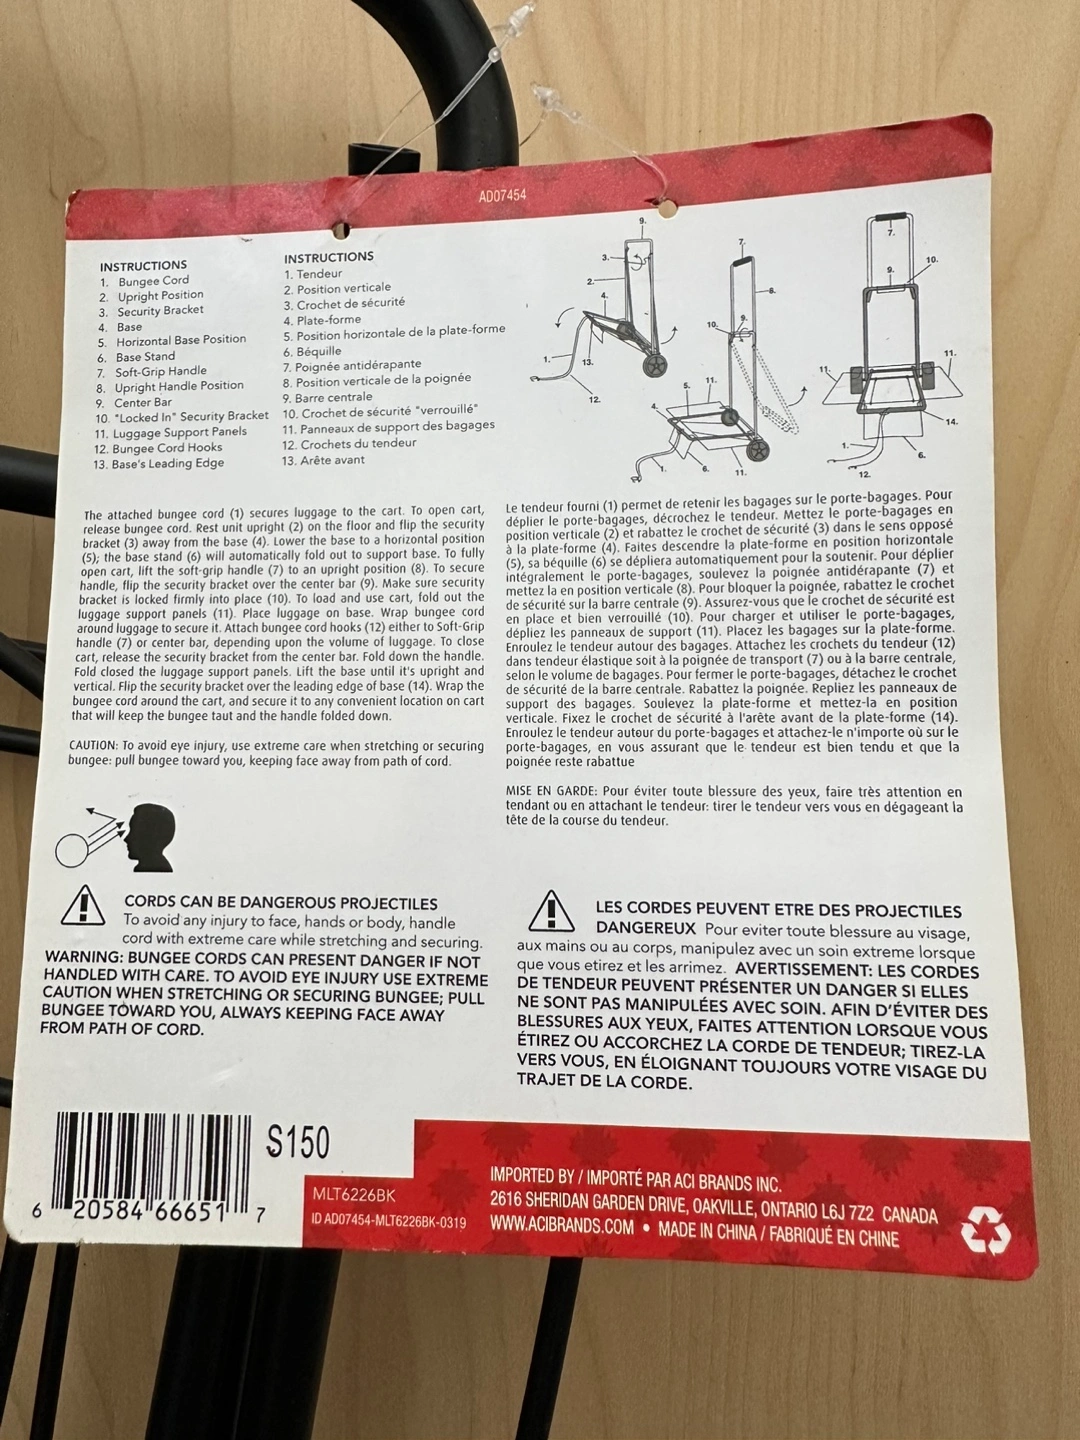 AD07454
INSTRUCTIONS
1. Bungee Cord
2. Upright Position
3. Security Bracket
4. Base
5. Horizontal Base Position
6. Base Stand
7. Soft-Grip Handle
8. Upright Handle Position
9. Center Bar
10. "Locked In" Security Bracket
11. Luggage Support Panels
12. Bungee Cord Hooks
13. Base's Leading Edge
INSTRUCTIONS
1. Tendeur
2. Position verticale
3. Crochet de sécurité
4. Plate-forme
5. Position horizontale de la plate-forme
6. Béquille
7. Poignée antidérapante
8. Position verticale de la poignée
9. Barre centrale
10. Crochet de sécurité "verrouillé"
11. Panneaux de support des bagages
12. Crochets du tendeur
13. Arête avant
9.
3.
2.
4.
1.
13.
12.
7.
8.
10.
9.
5.
11.
4.
1.
6.
11.
7.
10.
9.
11.
11.
14.
1.
6.
12.
The attached bungee cord (1) secures luggage to the cart. To open cart,
release bungee cord. Rest unit upright (2) on the floor and flip the security
bracket (3) away from the base (4). Lower the base to a horizontal position
(5); the base stand (6) will automatically fold out to support base. To fully
open cart, lift the soft-grip handle (7) to an upright position (8). To secure
handle, flip the security bracket over the center bar (9). Make sure security
bracket is locked firmly into place (10). To load and use cart, fold out the
luggage support panels (11). Place luggage on base. Wrap bungee cord
around luggage to secure it. Attach bungee cord hooks (12) either to Soft-Grip
handle (7) or center bar, depending upon the volume of luggage. To close
cart, release the security bracket from the center bar. Fold down the handle.
Fold closed the luggage support panels. Lift the base until it's upright and
vertical. Flip the security bracket over the leading edge of base (14). Wrap the
bungee cord around the cart, and secure it to any convenient location on cart
that will keep the bungee taut and the handle folded down.
CAUTION: To avoid eye injury, use extreme care when stretching or securing
bungee: pull bungee toward you, keeping face away from path of cord.
Le tendeur fourni (1) permet de retenir les bagages sur le porte-bagages. Pour
déplier le porte-bagages, décrochez le tendeur. Mettez le porte-bagages en
position verticale (2) et rabattez le crochet de sécurité (3) dans le sens opposé
à la plate-forme (4). Faites descendre la plate-forme en position horizontale
(5), sa béquille (6) se dépliera automatiquement pour la soutenir. Pour déplier
intégralement le porte-bagages, soulevez la poignée antidérapante (7) et
mettez la en position verticale (8). Pour bloquer la poignée, rabattez le crochet
de sécurité sur la barre centrale (9). Assurez-vous que le crochet de sécurité est
en place et bien verrouillé (10). Pour charger et utiliser le porte-bagages,
dépliez les panneaux de support (11). Placez les bagages sur la plate-forme.
Enroulez le tendeur autour des bagages. Attachez les crochets du tendeur (12)
dans tendeur élastique soit à la poignée de transport (7) ou à la barre centrale,
selon le volume de bagages. Pour fermer le porte-bagages, détachez le crochet
de sécurité de la barre centrale. Rabattez la poignée. Repliez les panneaux de
support des bagages. Soulevez la plate-forme et mettez-la en position
verticale. Fixez le crochet de sécurité à l'arête avant de la plate-forme (14).
Enroulez le tendeur autour du porte-bagages et attachez-le n'importe où sur le
porte-bagages, en vous assurant que le tendeur est bien tendu et que la
poignée reste rabattue
MISE EN GARDE: Pour éviter toute blessure des yeux, faire très attention en
tendant ou en attachant le tendeur: tirer le tendeur vers vous en dégageant la
tête de la course du tendeur.
CORDS CAN BE DANGEROUS PROJECTILES
To avoid any injury to face, hands or body, handle
cord with extreme care while stretching and securing.
WARNING: BUNGEE CORDS CAN PRESENT DANGER IF NOT
HANDLED WITH CARE. TO AVOID EYE INJURY USE EXTREME
CAUTION WHEN STRETCHING OR SECURING BUNGEE; PULL
BUNGEE TOWARD YOU, ALWAYS KEEPING FACE AWAY
FROM PATH OF CORD.
LES CORDES PEUVENT ETRE DES PROJECTILES
DANGEREUX Pour eviter toute blessure au visage,
aux mains ou au corps, manipulez avec un soin extreme lorsque
que vous etirez et les arrimez. AVERTISSEMENT: LES CORDES
DE TENDEUR PEUVENT PRÉSENTER UN DANGER SI ELLES
NE SONT PAS MANIPULÉES AVEC SOIN. AFIN D'ÉVITER DES
BLESSURES AUX YEUX, FAITES ATTENTION LORSQUE VOUS
ÉTIREZ OU ACCORCHEZ LA CORDE DE TENDEUR; TIREZ-LA
VERS VOUS, EN ÉLOIGNANT TOUJOURS VOTRE VISAGE DU
TRAJET DE LA CORDE.
S150
6 20584 66651 7
MLT6226BK
ID AD07454-MLT6226BK-0319
IMPORTED BY / IMPORTÉ PAR ACI BRANDS INC.
2616 SHERIDAN GARDEN DRIVE, OAKVILLE, ONTARIO L6J 7Z2 CANADA
WWW.ACIBRANDS.COM • MADE IN CHINA / FABRIQUÉ EN CHINE